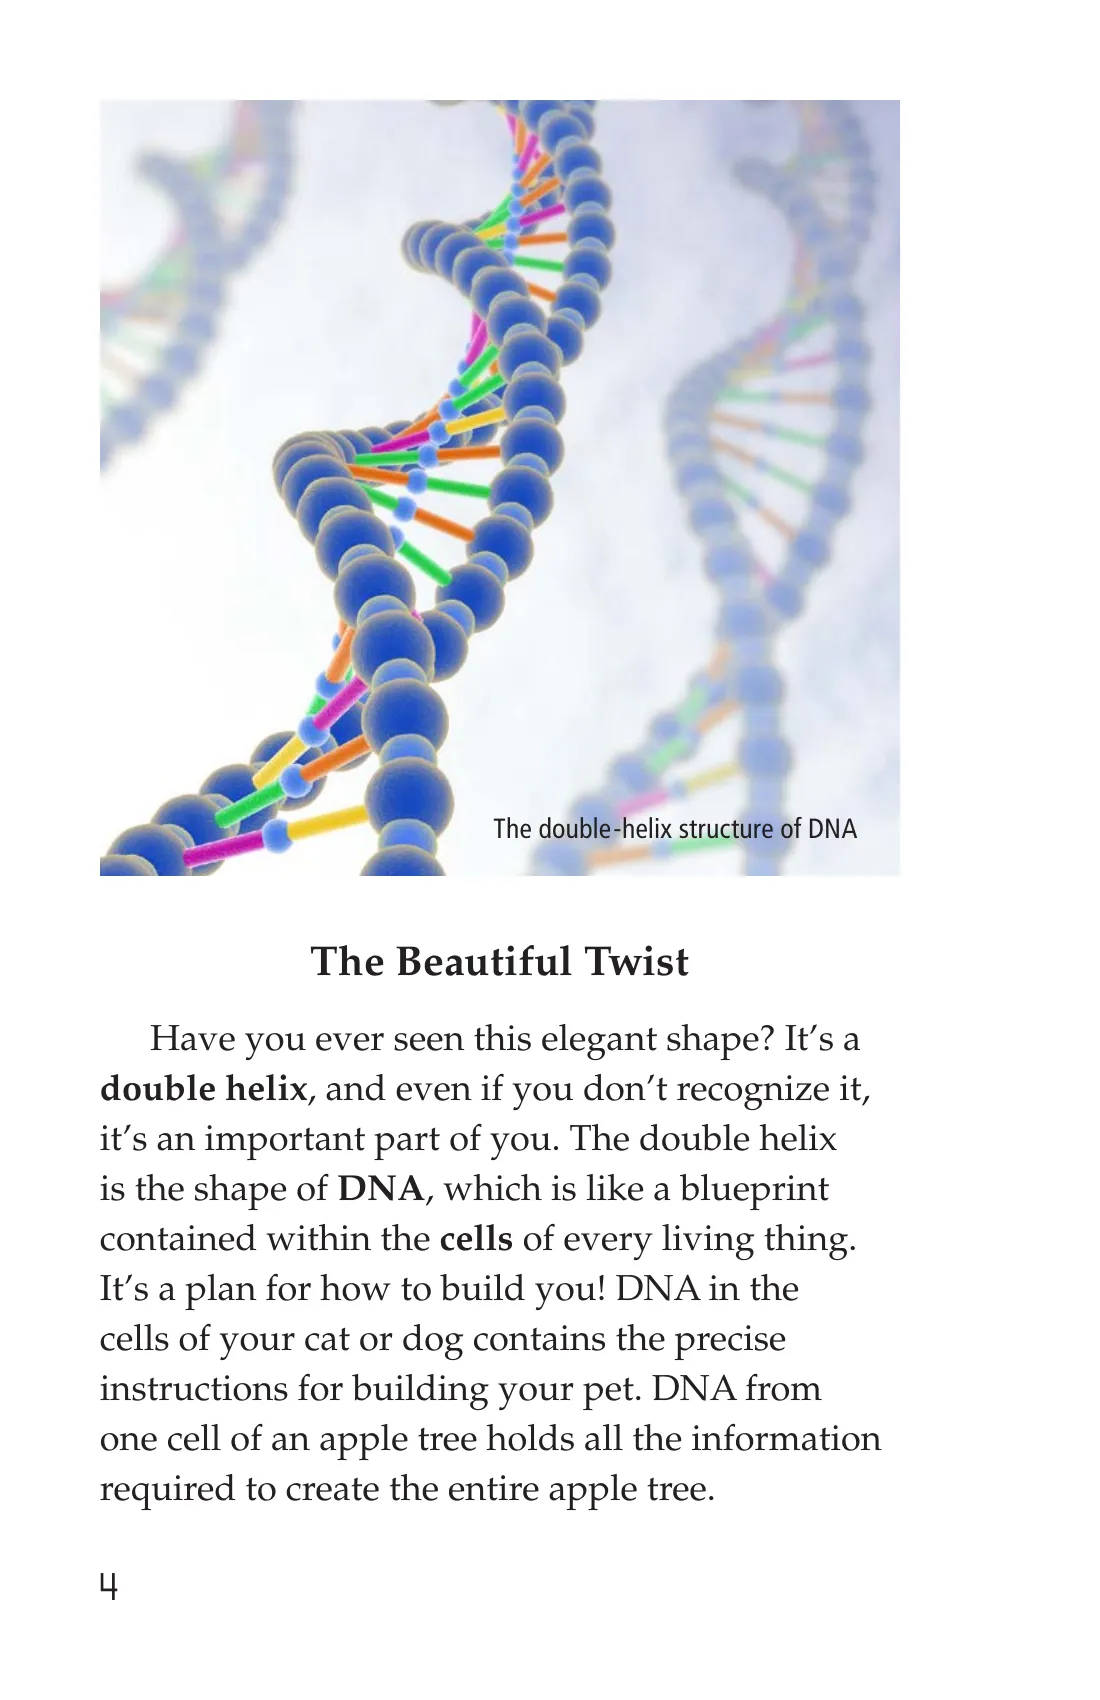 The double-helix structure of DNA
The Beautiful Twist
Have you ever seen this elegant shape? It’s a
double helix, and even if you don’t recognize it,
it’s an important part of you. The double helix
is the shape of DNA, which is like a blueprint
contained within the cells of every living thing.
It’s a plan for how to build you! DNA in the
cells of your cat or dog contains the precise
instructions for building your pet. DNA from
one cell of an apple tree holds all the information
required to create the entire apple tree.
4